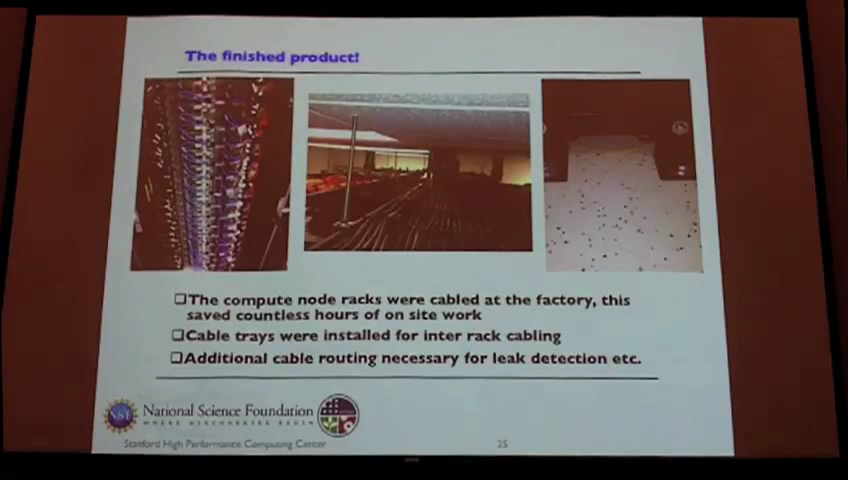 The finished product!
❑The compute node racks were cabled at the factory, this
saved countless hours of on site work
❑Cable trays were installed for inter rack cabling
❑Additional cable routing necessary for leak detection etc.
NSF
National Science Foundation
WHERE DISCOVERIES BEGIN
Stanford High Performance Computing Center
25